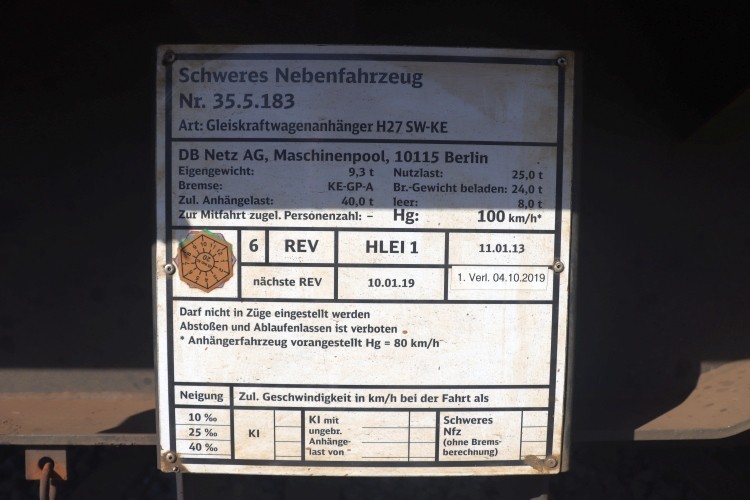 Schweres Nebenfahrzeug
Nr. 35.5.183
Art: Gleiskraftwagenanhänger H27 SW-KE
DB Netz AG, Maschinenpool, 10115 Berlin
Eigengewicht: 9,3 t Nutzlast: 25,0 t
Bremse: KE-GP-A Br.-Gewicht beladen: 24,0 t
Zul. Anhängelast: 40,0 t leer: 8,0 t
Zur Mitfahrt zugel. Personenzahl: – Hg: 100 km/h*
6 REV HLEI 1 11.01.13
nächste REV 10.01.19 1. Verl. 04.10.2019
Darf nicht in Züge eingestellt werden
Abstoßen und Ablaufenlassen ist verboten
* Anhängerfahrzeug vorangestellt Hg = 80 km/h
Neigung Zul. Geschwindigkeit in km/h bei der Fahrt als
10 ‰
25 ‰
40 ‰
KI
KI mit
ungebr.
Anhänge-
last von
Schweres
Nfz
(ohne Brems-
berechnung)